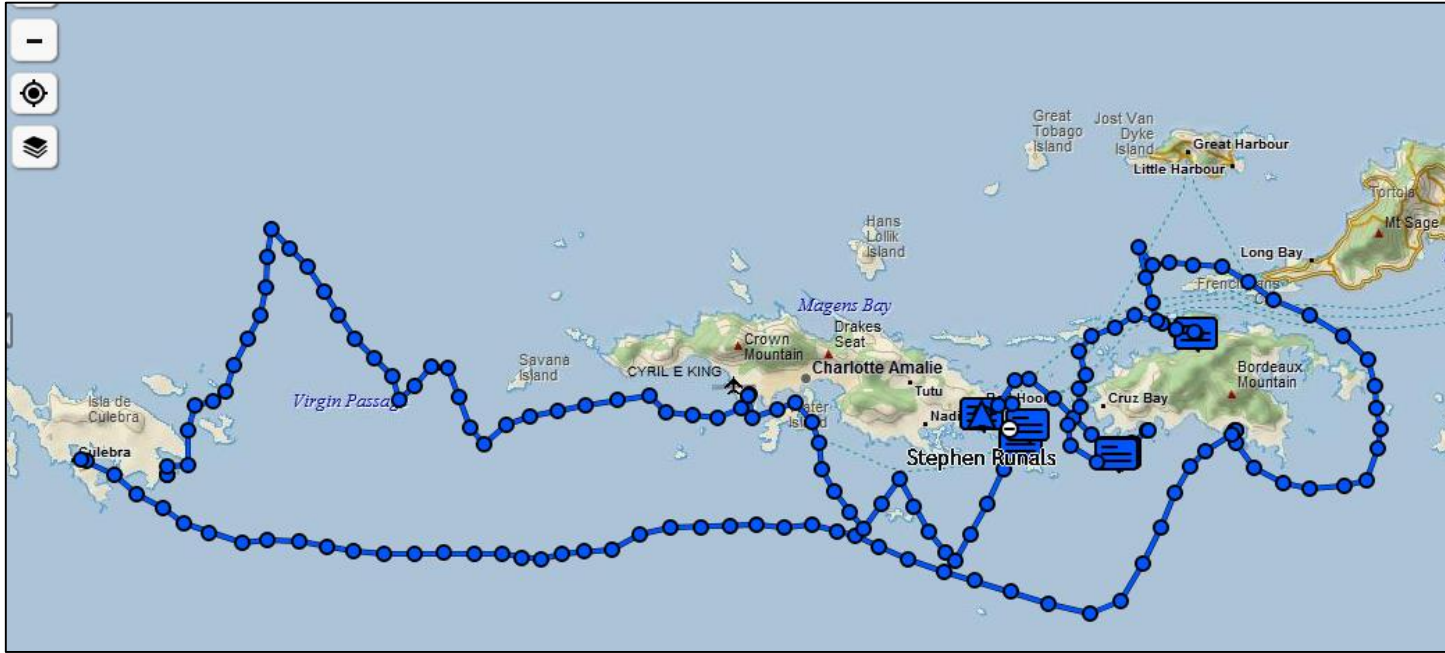 Great
Tobago
Island
Jost Van
Dyke
Island
Great Harbour
Little Harbour
Tortola
Mt Sage
Hans
Lollik
Island
Long Bay
Magens Bay
Drakes
Seat
Crown
Mountain
Savana
Island
CYRIL E KING
Charlotte Amalie
Bordeaux
Mountain
Isla de
Culebra
Virgin Passage
Tutu
Cruz Bay
Culebra
Stephen Runals